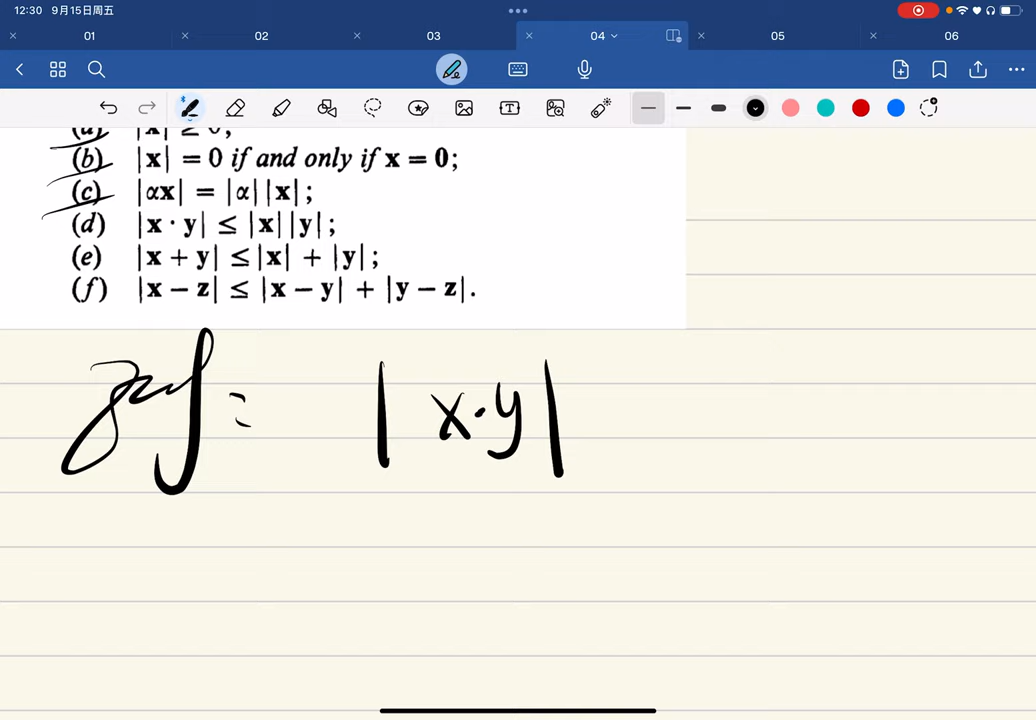 12:30 9月15日周五
01 02 03 04 05 06
(a) |x| ≥ 0;
(b) |x| = 0 if and only if x = 0;
(c) |αx| = |α||x|;
(d) |x · y| ≤ |x||y|;
(e) |x + y| ≤ |x| + |y|;
(f) |x − z| ≤ |x − y| + |y − z|.
|x·y|